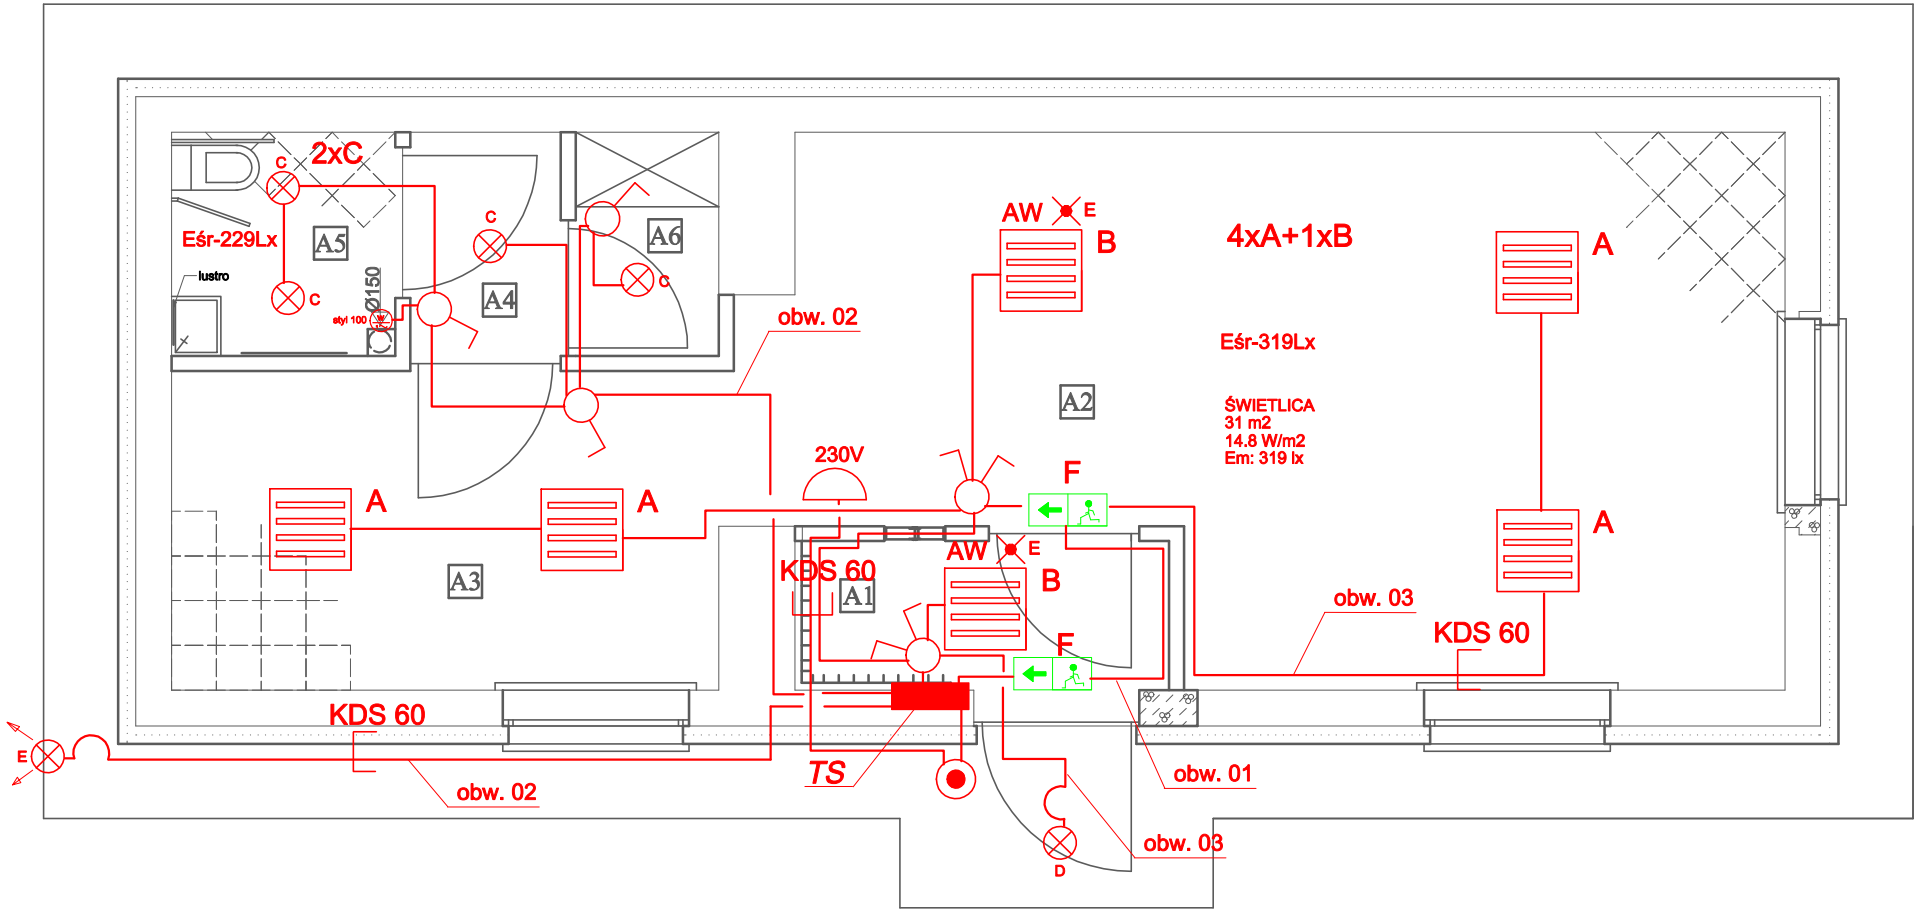 2xC
C
C
Eśr-229Lx
A5
lustro
Ø150
styl 100
W
C
A4
A6
C
obw. 02
AW
E
B
4xA+1xB
A
Eśr-319Lx
A2
ŚWIETLICA
31 m2
14.8 W/m2
Em: 319 lx
230V
F
A
A
A
A3
KDS 60
A1
AW
E
B
F
obw. 03
KDS 60
KDS 60
E
obw. 02
TS
obw. 01
obw. 03
D